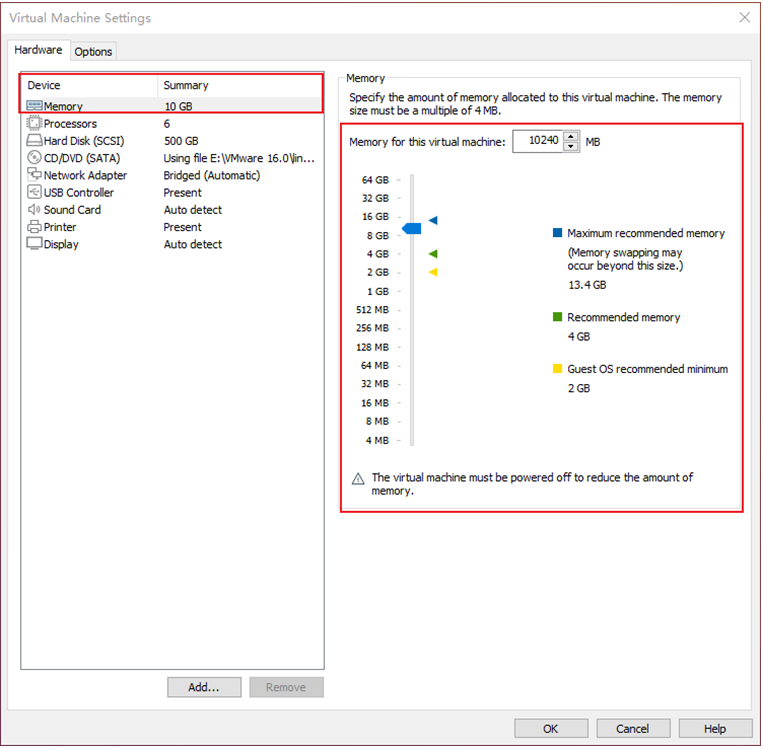 Virtual Machine Settings
Hardware
Options
Device Summary
Memory 10 GB
Processors 6
Hard Disk (SCSI) 500 GB
CD/DVD (SATA) Using file E:\VMware 16.0\lin...
Network Adapter Bridged (Automatic)
USB Controller Present
Sound Card Auto detect
Printer Present
Display Auto detect
Add...
Remove
Memory
Specify the amount of memory allocated to this virtual machine. The memory
size must be a multiple of 4 MB.
Memory for this virtual machine: 10240 MB
64 GB
32 GB
16 GB
8 GB
4 GB
2 GB
1 GB
512 MB
256 MB
128 MB
64 MB
32 MB
16 MB
8 MB
4 MB
Maximum recommended memory
(Memory swapping may
occur beyond this size.)
13.4 GB
Recommended memory
4 GB
Guest OS recommended minimum
2 GB
The virtual machine must be powered off to reduce the amount of
memory.
OK
Cancel
Help